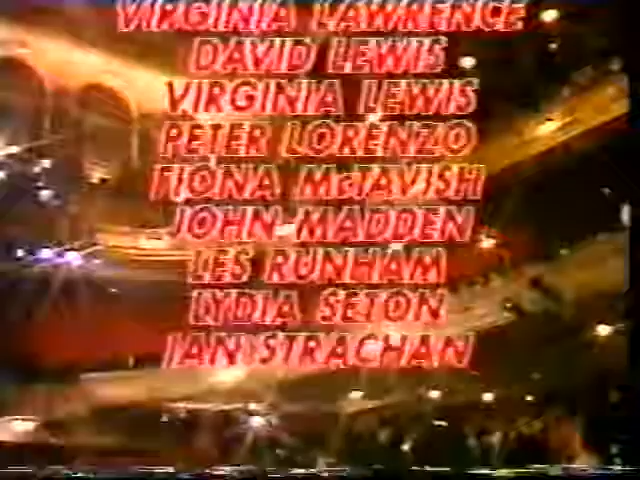 VIRGINIA LAWRENCE
DAVID LEWIS
VIRGINIA LEWIS
PETER LORENZO
FIONA McTAVISH
JOHN MADDEN
LES RUNHAM
LYDIA SETON
IAN STRACHAN